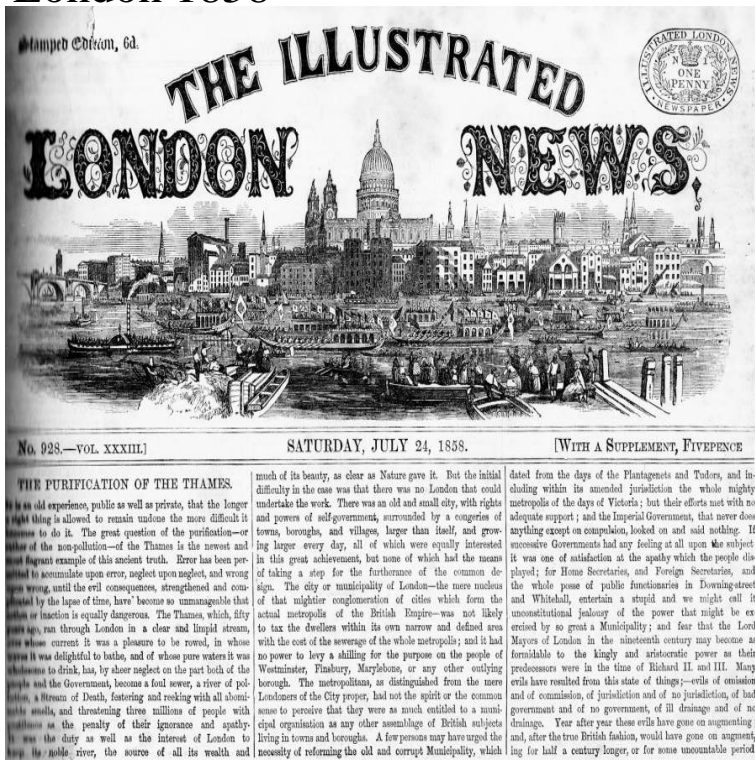 London 1858
Stamped Edition, 6d.
THE ILLUSTRATED
LONDON NEWS.
ILLUSTRATED LONDON NEWS
N 1
ONE
PENNY
NEWSPAPER
No. 928.—VOL. XXXIII.]
SATURDAY, JULY 24, 1858.
[WITH A SUPPLEMENT, FIVEPENCE
THE PURIFICATION OF THE THAMES.
is an old experience, public as well as private, that the longer
right thing is allowed to remain undone the more difficult it
to do it. The great question of the purification—or
of the non-pollution—of the Thames is the newest and
flagrant example of this ancient truth. Error has been per-
to accumulate upon error, neglect upon neglect, and wrong
wrong, until the evil consequences, strengthened and com-
by the lapse of time, have become so unmanageable that
or inaction is equally dangerous. The Thames, which, fifty
ago, ran through London in a clear and limpid stream,
whose current it was a pleasure to be rowed, in whose
it was delightful to bathe, and of whose pure waters it was
to drink, has, by sheer neglect on the part both of the
people and the Government, become a foul sewer, a river of pol-
a Stream of Death, festering and reeking with all abomi-
smells, and threatening three millions of people with
as the penalty of their ignorance and apathy.
was the duty as well as the interest of London to
its noble river, the source of all its wealth and
much of its beauty, as clear as Nature gave it. But the initial
difficulty in the case was that there was no London that could
undertake the work. There was an old and small city, with rights
and powers of self-government, surrounded by a congeries of
towns, boroughs, and villages, larger than itself, and grow-
ing larger every day, all of which were equally interested
in this great achievement, but none of which had the means
of taking a step for the furtherance of the common de-
sign. The city or municipality of London—the mere nucleus
of that mightier conglomeration of cities which form the
actual metropolis of the British Empire—was not likely
to tax the dwellers within its own narrow and defined area
with the cost of the sewerage of the whole metropolis; and it had
no power to levy a shilling for the purpose on the people of
Westminster, Finsbury, Marylebone, or any other outlying
borough. The metropolitans, as distinguished from the mere
Londoners of the City proper, had not the spirit or the common
sense to perceive that they were as much entitled to a muni-
cipal organisation as any other assemblage of British subjects
living in towns and boroughs. A few persons may have urged the
necessity of reforming the old and corrupt Municipality, which
dated from the days of the Plantagenets and Tudors, and in-
cluding within its amended jurisdiction the whole mighty
metropolis of the days of Victoria; but their efforts met with no
adequate support; and the Imperial Government, that never does
anything except on compulsion, looked on and said nothing. If
successive Governments had any feeling at all upon the subject
it was one of satisfaction at the apathy which the people dis-
played; for Home Secretaries, and Foreign Secretaries, and
the whole posse of public functionaries in Downing-street
and Whitehall, entertain a stupid and we might call it
unconstitutional jealousy of the power that might be ex-
ercised by so great a Municipality; and fear that the Lord
Mayors of London in the nineteenth century may become as
formidable to the kingly and aristocratic power as their
predecessors were in the time of Richard II. and III. Many
evils have resulted from this state of things;—evils of omission
and of commission, of jurisdiction and of no jurisdiction, of bad
government and of no government, of ill drainage and of no
drainage. Year after year these evils have gone on augmenting
and, after the true British fashion, would have gone on augment-
ing for half a century longer, or for some uncountable period